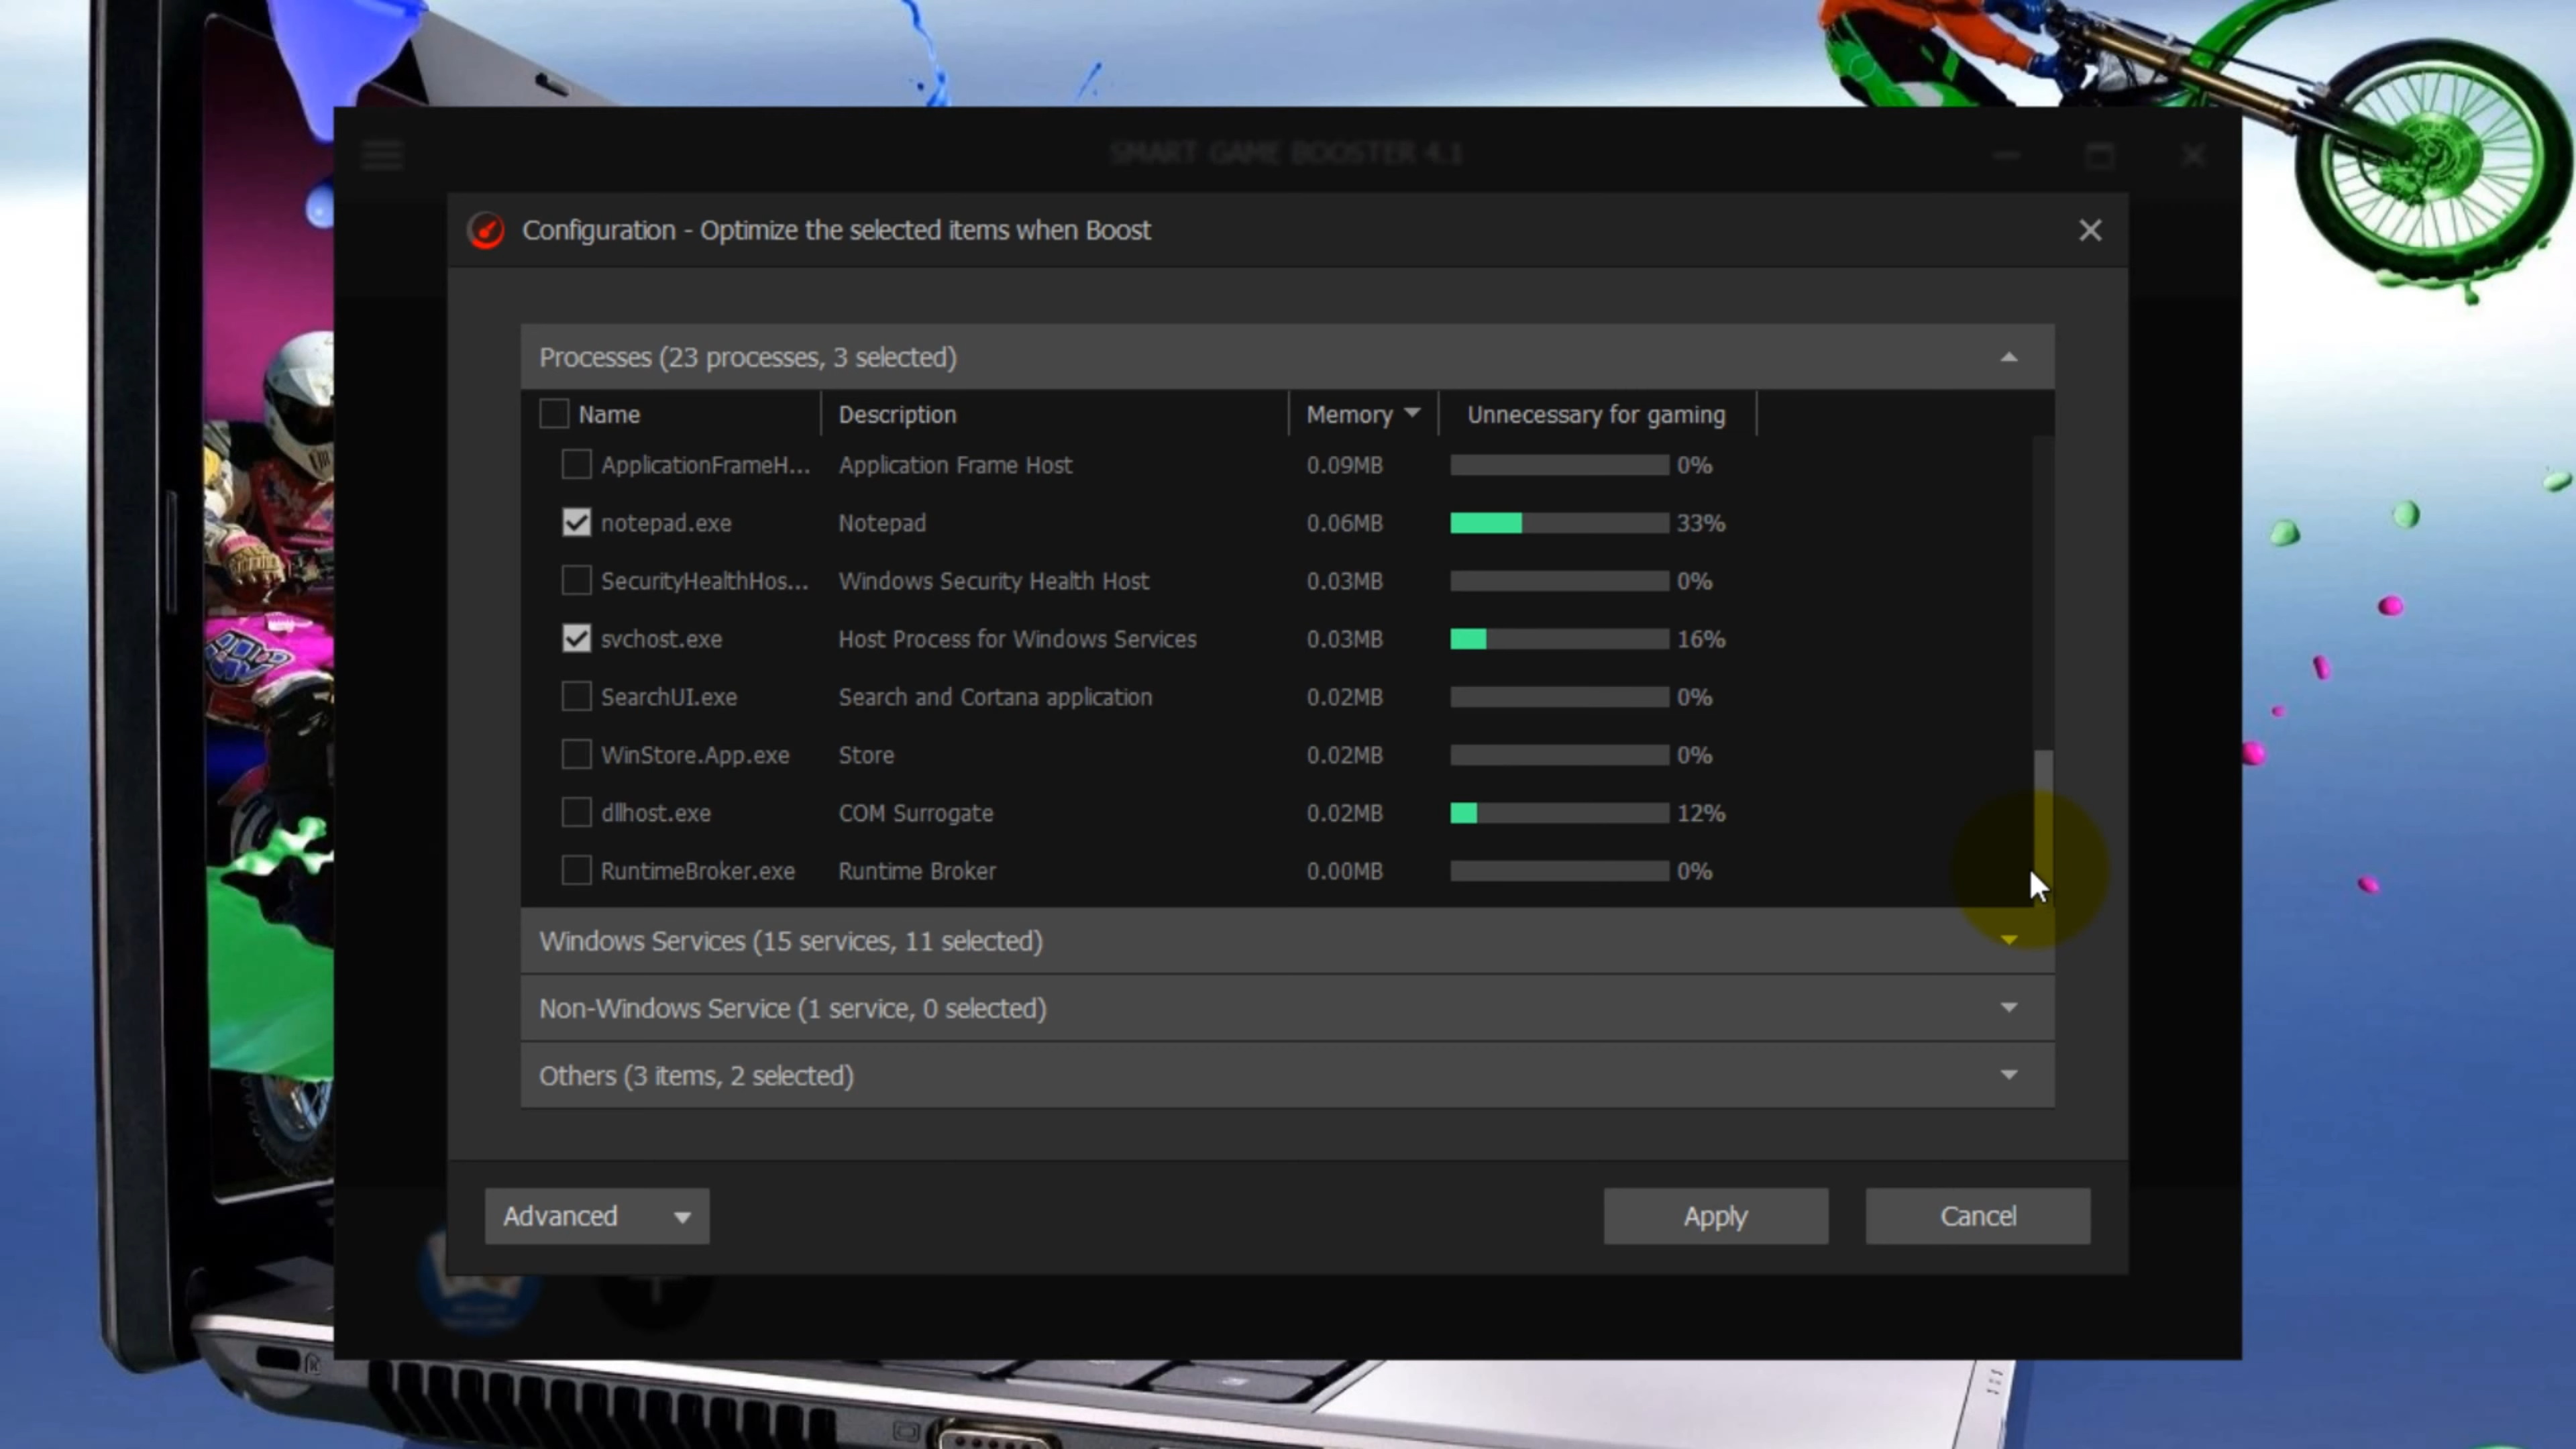 SMART GAME BOOSTER 4.1
Configuration - Optimize the selected items when Boost
Processes (23 processes, 3 selected)
Name Description Memory Unnecessary for gaming
ApplicationFrameH... Application Frame Host 0.09MB 0%
notepad.exe Notepad 0.06MB 33%
SecurityHealthHos... Windows Security Health Host 0.03MB 0%
svchost.exe Host Process for Windows Services 0.03MB 16%
SearchUI.exe Search and Cortana application 0.02MB 0%
WinStore.App.exe Store 0.02MB 0%
dllhost.exe COM Surrogate 0.02MB 12%
RuntimeBroker.exe Runtime Broker 0.00MB 0%
Windows Services (15 services, 11 selected)
Non-Windows Service (1 service, 0 selected)
Others (3 items, 2 selected)
Advanced Apply Cancel